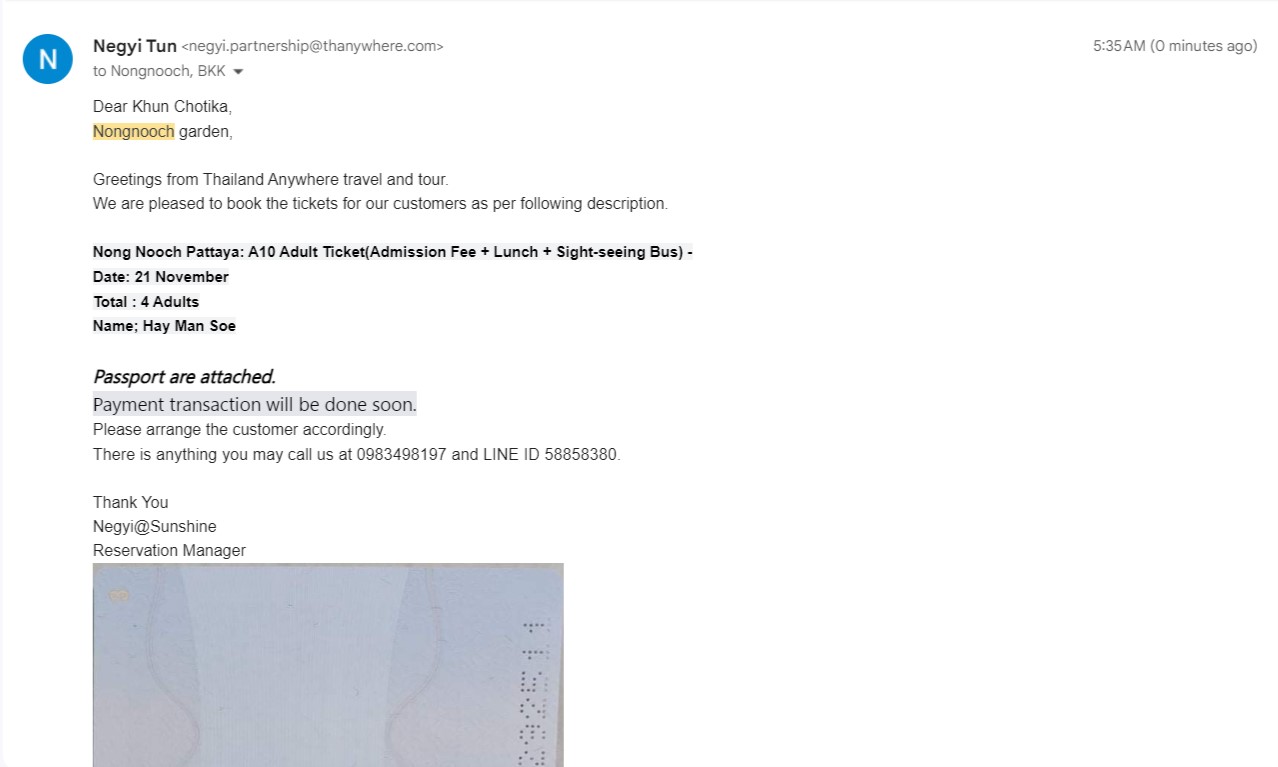 N
Negyi Tun <negyi.partnership@thanywhere.com>
5:35 AM (0 minutes ago)
to Nongnooch, BKK
Dear Khun Chotika,
Nongnooch garden,
Greetings from Thailand Anywhere travel and tour.
We are pleased to book the tickets for our customers as per following description.
Nong Nooch Pattaya: A10 Adult Ticket(Admission Fee + Lunch + Sight-seeing Bus) -
Date: 21 November
Total : 4 Adults
Name; Hay Man Soe
Passport are attached.
Payment transaction will be done soon.
Please arrange the customer accordingly.
There is anything you may call us at 0983498197 and LINE ID 58858380.
Thank You
Negyi@Sunshine
Reservation Manager